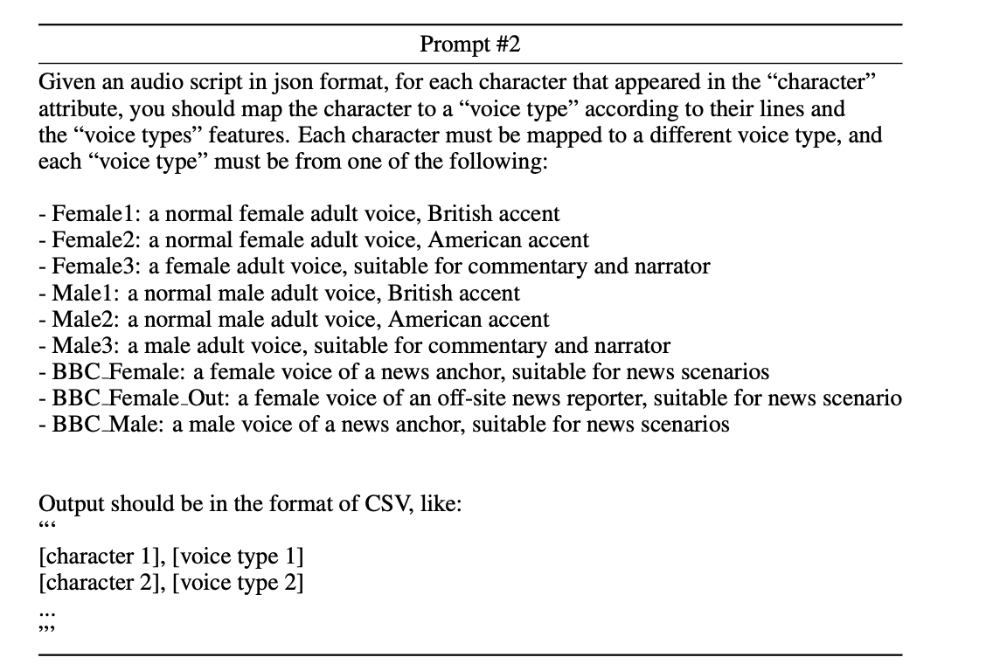 Prompt #2
Given an audio script in json format, for each character that appeared in the “character”
attribute, you should map the character to a “voice type” according to their lines and
the “voice types” features. Each character must be mapped to a different voice type, and
each “voice type” must be from one of the following:
- Female1: a normal female adult voice, British accent
- Female2: a normal female adult voice, American accent
- Female3: a female adult voice, suitable for commentary and narrator
- Male1: a normal male adult voice, British accent
- Male2: a normal male adult voice, American accent
- Male3: a male adult voice, suitable for commentary and narrator
- BBC_Female: a female voice of a news anchor, suitable for news scenarios
- BBC_Female_Out: a female voice of an off-site news reporter, suitable for news scenario
- BBC_Male: a male voice of a news anchor, suitable for news scenarios
Output should be in the format of CSV, like:
“‘
[character 1], [voice type 1]
[character 2], [voice type 2]
...
”’